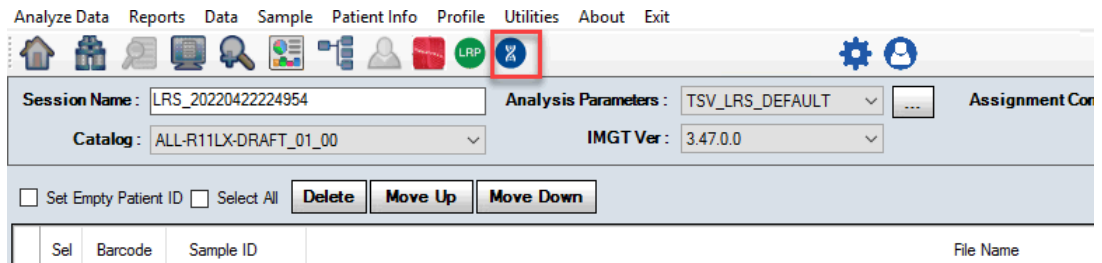 Analyze Data Reports Data Sample Patient Info Profile Utilities About Exit
LRP
Session Name : LRS_20220422224954 Analysis Parameters : TSV_LRS_DEFAULT ... Assignment Con
Catalog : ALL-R11LX-DRAFT_01_00 IMGT Ver : 3.47.0.0
Set Empty Patient ID Select All Delete Move Up Move Down
Sel Barcode Sample ID File Name